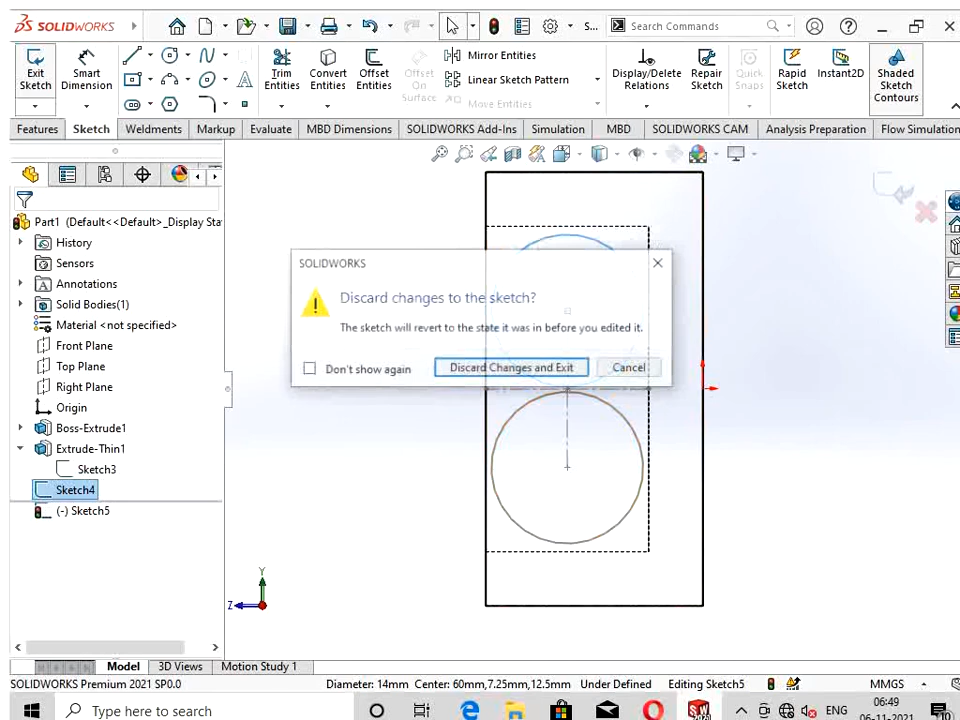 SOLIDWORKS
S...
Search Commands
Exit Sketch
Smart Dimension
Trim Entities
Convert Entities
Offset Entities
Offset On Surface
Mirror Entities
Linear Sketch Pattern
Move Entities
Display/Delete Relations
Repair Sketch
Quick Snaps
Rapid Sketch
Instant2D
Shaded Sketch Contours
Features Sketch Weldments Markup Evaluate MBD Dimensions SOLIDWORKS Add-Ins Simulation MBD SOLIDWORKS CAM Analysis Preparation Flow Simulation
Part1 (Default<<Default>_Display Sta
History
Sensors
Annotations
Solid Bodies(1)
Material <not specified>
Front Plane
Top Plane
Right Plane
Origin
Boss-Extrude1
Extrude-Thin1
Sketch3
Sketch4
(-) Sketch5
SOLIDWORKS
Discard changes to the sketch?
The sketch will revert to the state it was in before you edited it.
Don't show again
Discard Changes and Exit
Cancel
Y
Z
Model 3D Views Motion Study 1
SOLIDWORKS Premium 2021 SP0.0
Diameter: 14mm Center: 60mm,7.25mm,12.5mm Under Defined Editing Sketch5 MMGS
Type here to search
ENG
06:49
06-11-2021